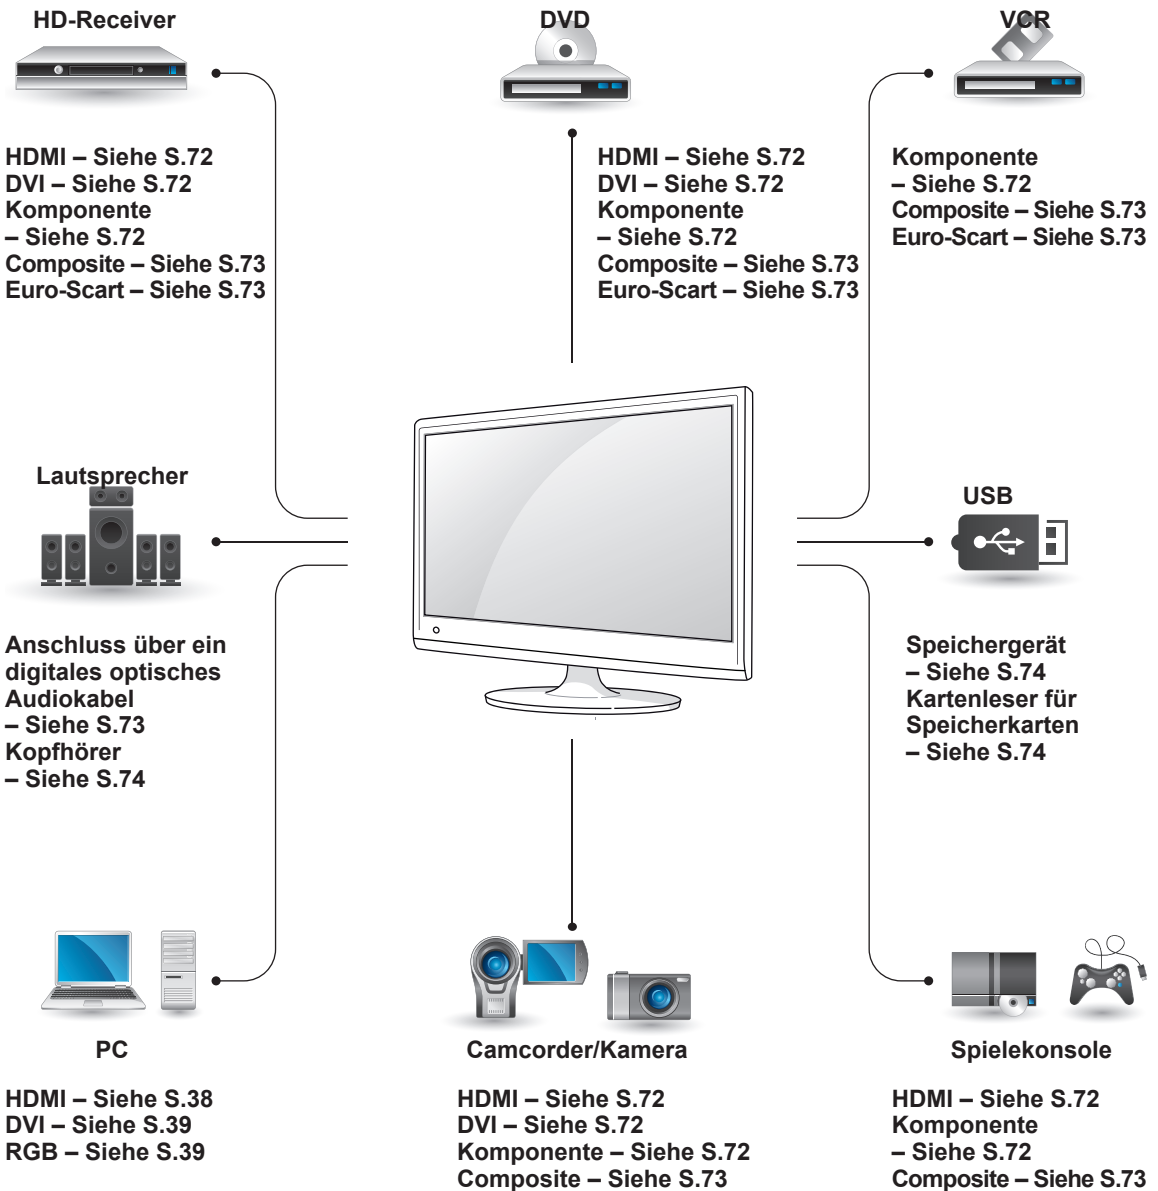 HD-Receiver
HDMI – Siehe S.72
DVI – Siehe S.72
Komponente
– Siehe S.72
Composite – Siehe S.73
Euro-Scart – Siehe S.73
DVD
HDMI – Siehe S.72
DVI – Siehe S.72
Komponente
– Siehe S.72
Composite – Siehe S.73
Euro-Scart – Siehe S.73
VCR
Komponente
– Siehe S.72
Composite – Siehe S.73
Euro-Scart – Siehe S.73
Lautsprecher
Anschluss über ein
digitales optisches
Audiokabel
– Siehe S.73
Kopfhörer
– Siehe S.74
USB
Speichergerät
– Siehe S.74
Kartenleser für
Speicherkarten
– Siehe S.74
PC
HDMI – Siehe S.38
DVI – Siehe S.39
RGB – Siehe S.39
Camcorder/Kamera
HDMI – Siehe S.72
DVI – Siehe S.72
Komponente – Siehe S.72
Composite – Siehe S.73
Spielekonsole
HDMI – Siehe S.72
Komponente
– Siehe S.72
Composite – Siehe S.73